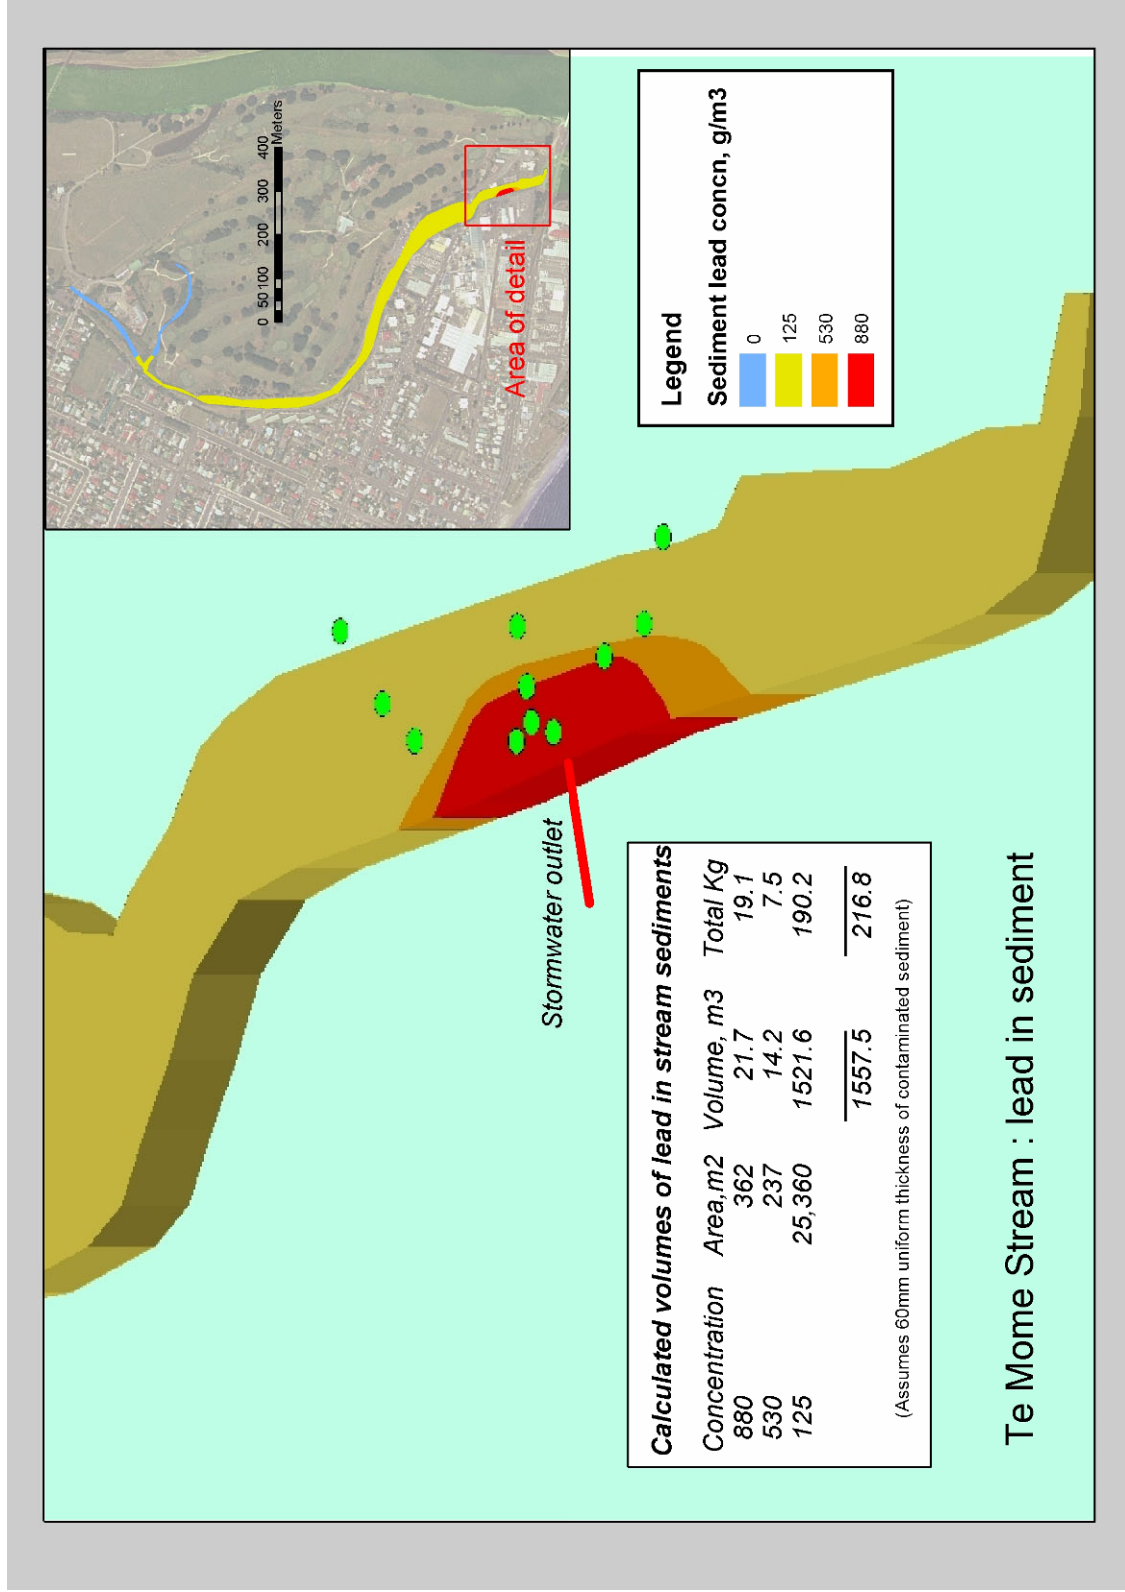 0 50 100 200 300 400
Meters
Area of detail
Legend
Sediment lead concn, g/m3
0
125
530
880
Stormwater outlet
Calculated volumes of lead in stream sediments
Concentration Area,m2 Volume, m3 Total Kg
880 362 21.7 19.1
530 237 14.2 7.5
125 25,360 1521.6 190.2
1557.5 216.8
(Assumes 60mm uniform thickness of contaminated sediment)
Te Mome Stream : lead in sediment